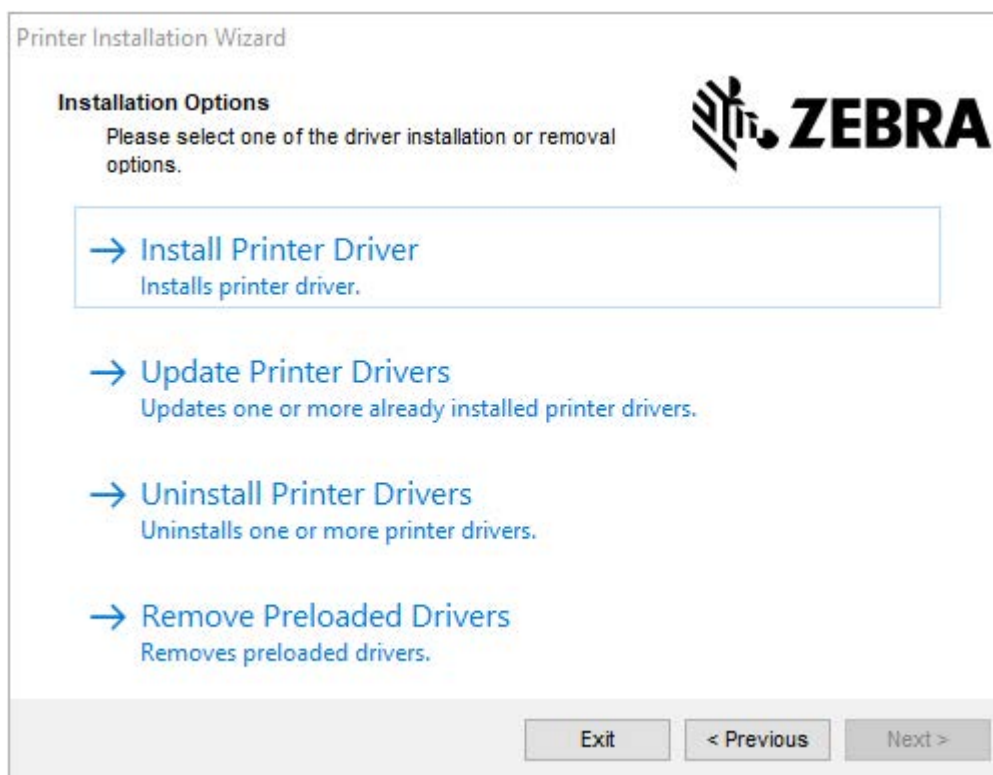 Printer Installation Wizard
Installation Options
Please select one of the driver installation or removal
options.
ZEBRA
Install Printer Driver
Installs printer driver.
Update Printer Drivers
Updates one or more already installed printer drivers.
Uninstall Printer Drivers
Uninstalls one or more printer drivers.
Remove Preloaded Drivers
Removes preloaded drivers.
Exit
< Previous
Next >